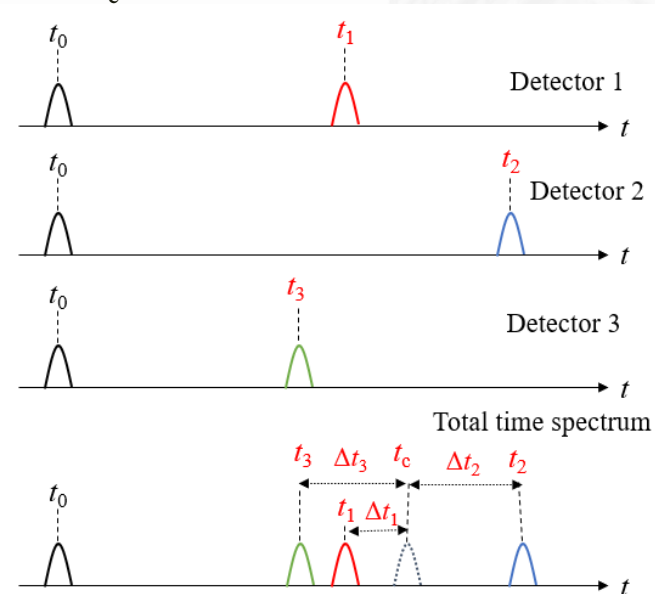 t₀ t₁
Detector 1
t
t₀ t₂
Detector 2
t
t₀ t₃
Detector 3
t
Total time spectrum
t₃ Δt₃ t_c Δt₂ t₂
t₀ t₁ Δt₁
t